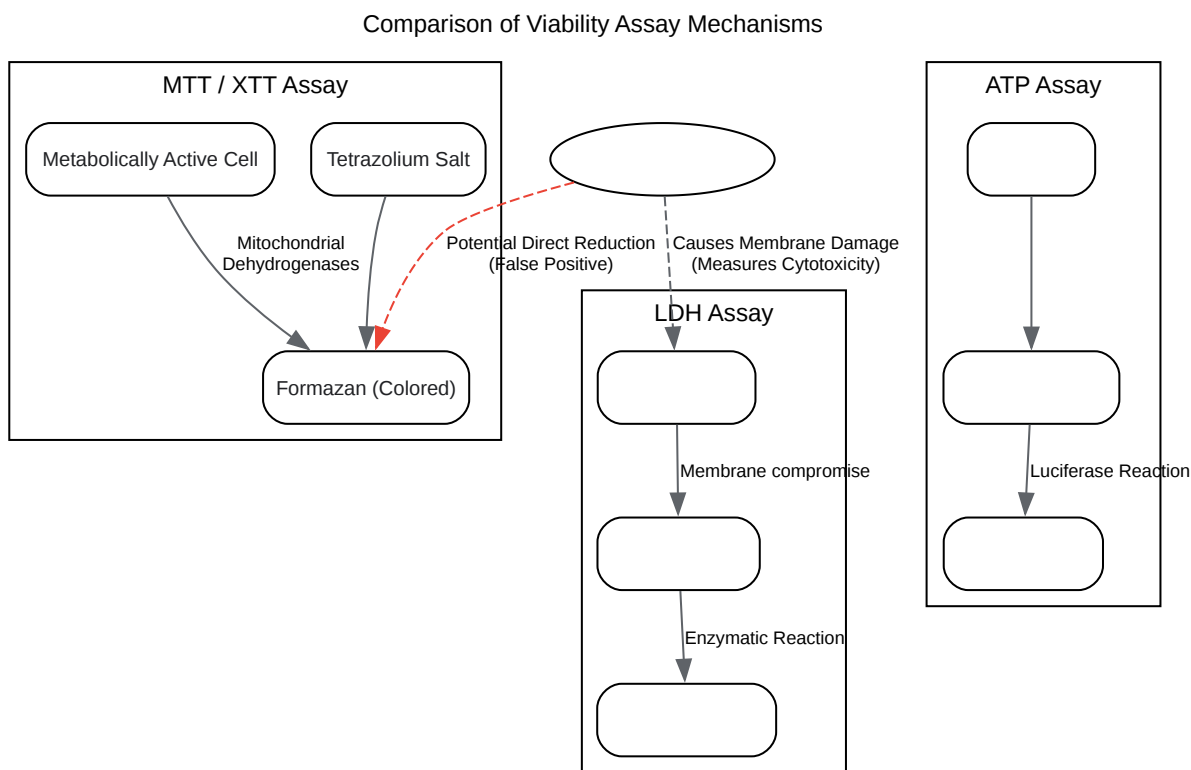 Comparison of Viability Assay Mechanisms
MTT / XTT Assay
ATP Assay
Metabolically Active Cell
Tetrazolium Salt
Mitochondrial
Dehydrogenases
Potential Direct Reduction
(False Positive)
Causes Membrane Damage
(Measures Cytotoxicity)
LDH Assay
Formazan (Colored)
Membrane compromise
Luciferase Reaction
Enzymatic Reaction